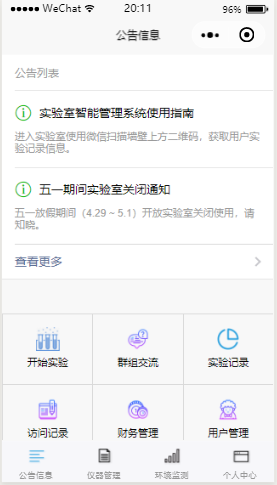 WeChat 20:11 96%
公告信息
公告列表
实验室智能管理系统使用指南
进入实验室使用微信扫描墙壁上方二维码，获取用户实
验记录信息。
五一期间实验室关闭通知
五一放假期间（4.29 ~ 5.1）开放实验室关闭使用，请
知晓。
查看更多
开始实验 群组交流 实验记录
访问记录 财务管理 用户管理
公告信息 仪器管理 环境监测 个人中心